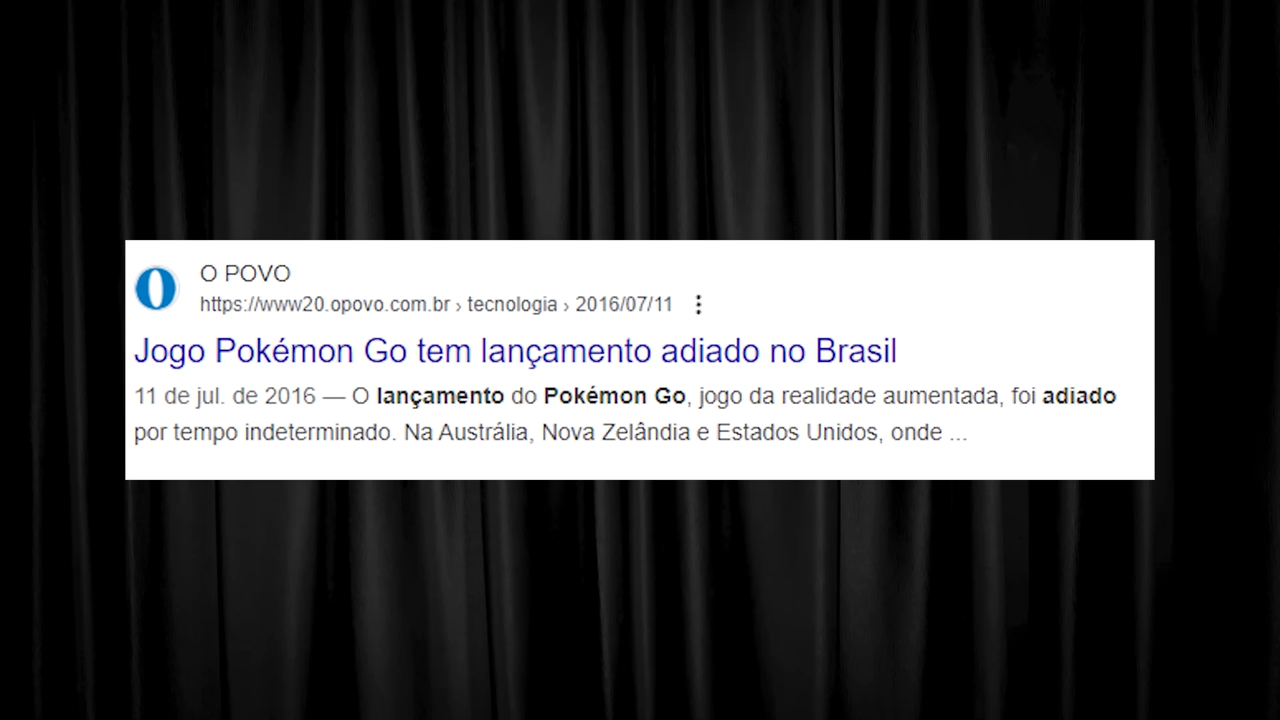 O POVO
https://www20.opovo.com.br › tecnologia › 2016/07/11
Jogo Pokémon Go tem lançamento adiado no Brasil
11 de jul. de 2016 — O lançamento do Pokémon Go, jogo da realidade aumentada, foi adiado
por tempo indeterminado. Na Austrália, Nova Zelândia e Estados Unidos, onde ...